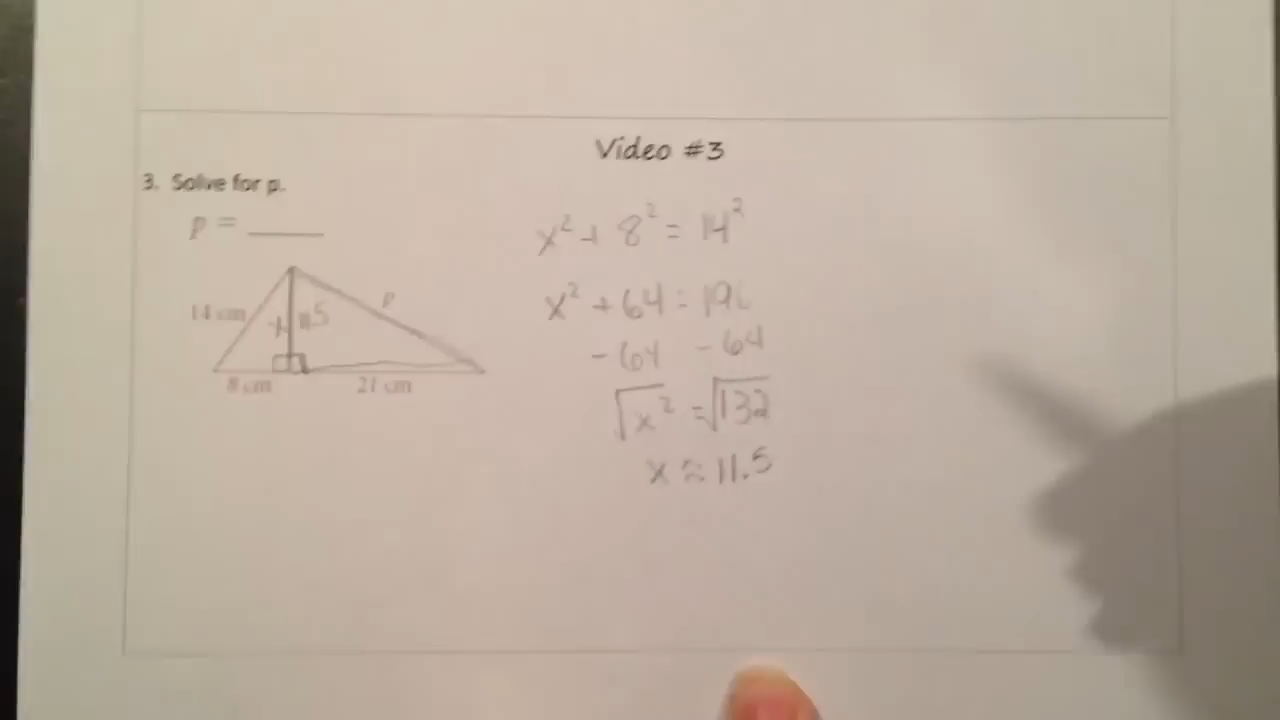 Video #3
3. Solve for p.
p = ____
x² + 8² = 14²
x² + 64 = 196
- 64 - 64
√x² = √132
x ≈ 11.5
14 cm
x
11.5
p
8 cm
21 cm